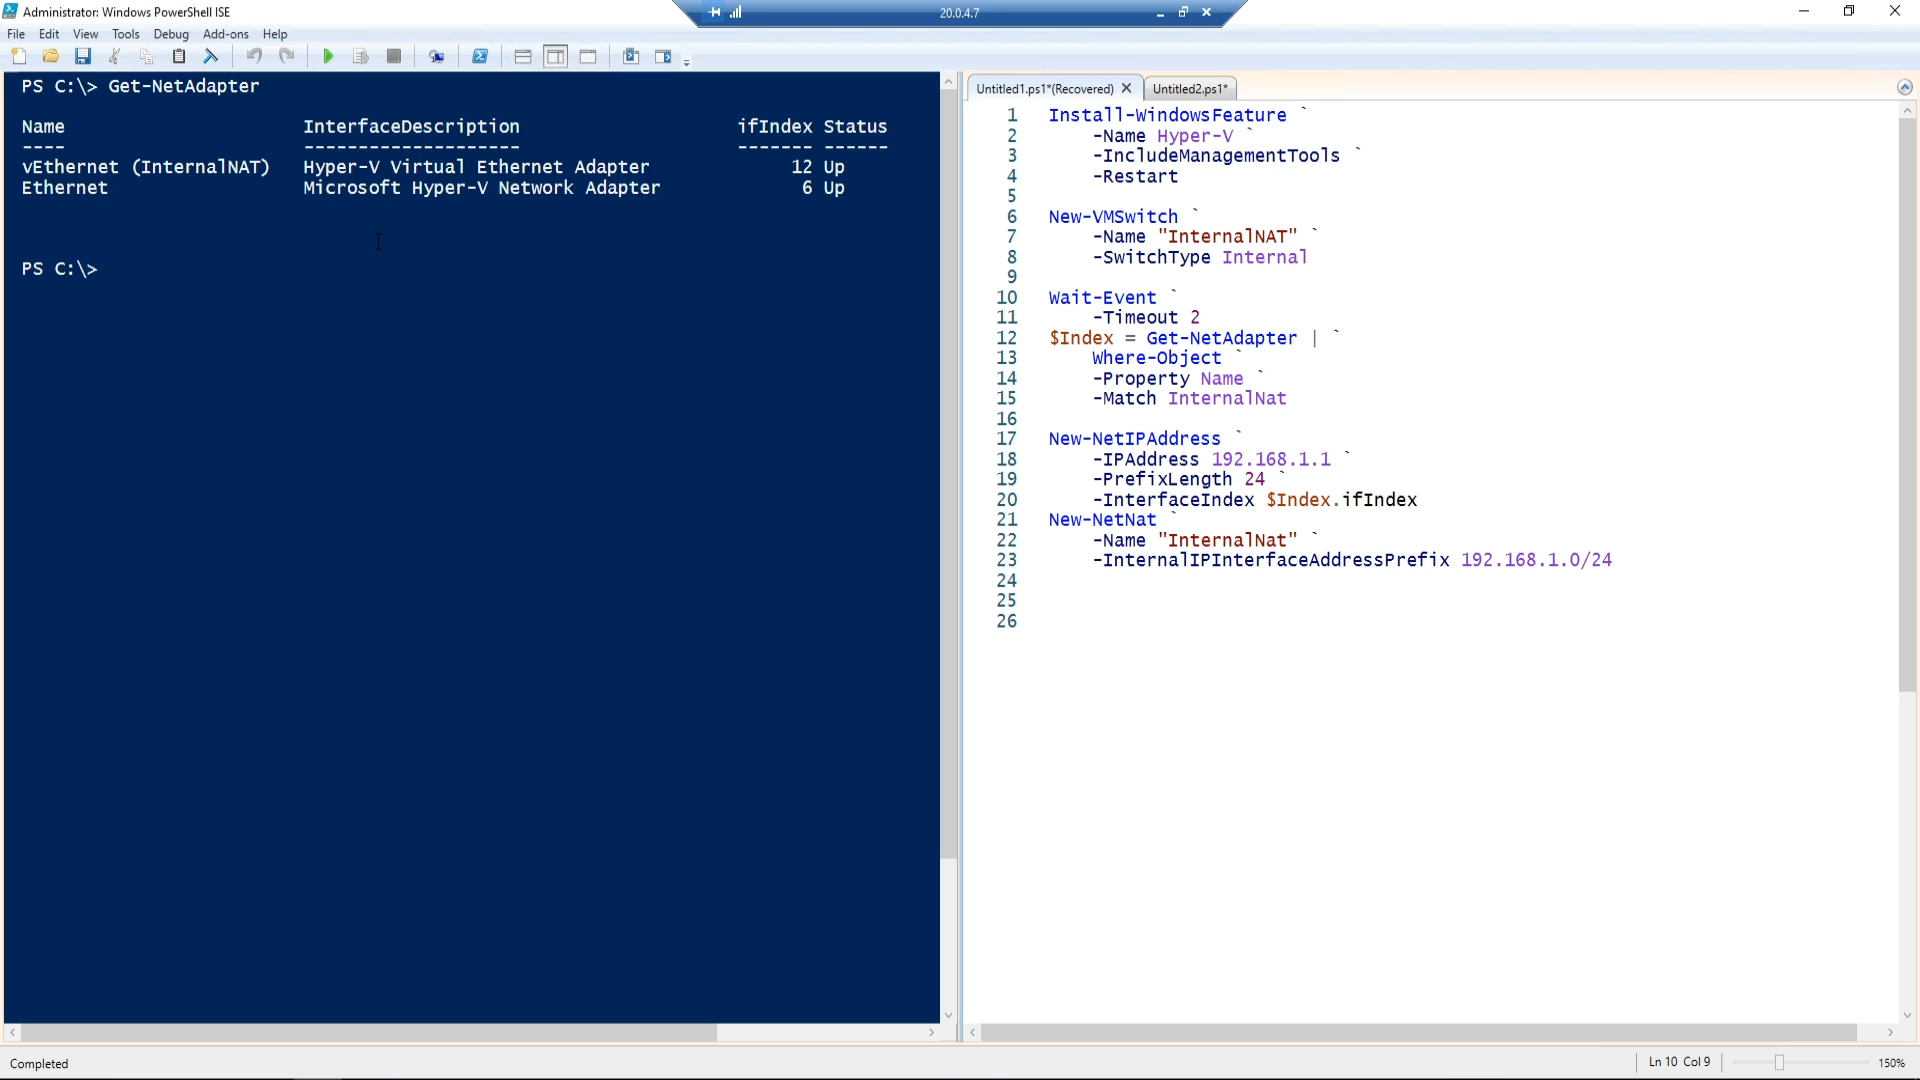 Administrator: Windows PowerShell ISE
20.0.4.7
File Edit View Tools Debug Add-ons Help
PS C:\> Get-NetAdapter
Name InterfaceDescription ifIndex Status
---- -------------------- ------- ------
vEthernet (InternalNAT) Hyper-V Virtual Ethernet Adapter 12 Up
Ethernet Microsoft Hyper-V Network Adapter 6 Up
PS C:\>
Untitled1.ps1*(Recovered) Untitled2.ps1*
1 Install-WindowsFeature `
2 -Name Hyper-V `
3 -IncludeManagementTools `
4 -Restart
5
6 New-VMSwitch `
7 -Name "InternalNAT" `
8 -SwitchType Internal
9
10 Wait-Event `
11 -Timeout 2
12 $Index = Get-NetAdapter | `
13 Where-Object `
14 -Property Name `
15 -Match InternalNat
16
17 New-NetIPAddress `
18 -IPAddress 192.168.1.1 `
19 -PrefixLength 24 `
20 -InterfaceIndex $Index.ifIndex
21 New-NetNat `
22 -Name "InternalNat" `
23 -InternalIPInterfaceAddressPrefix 192.168.1.0/24
24
25
26
Completed
Ln 10 Col 9
150%